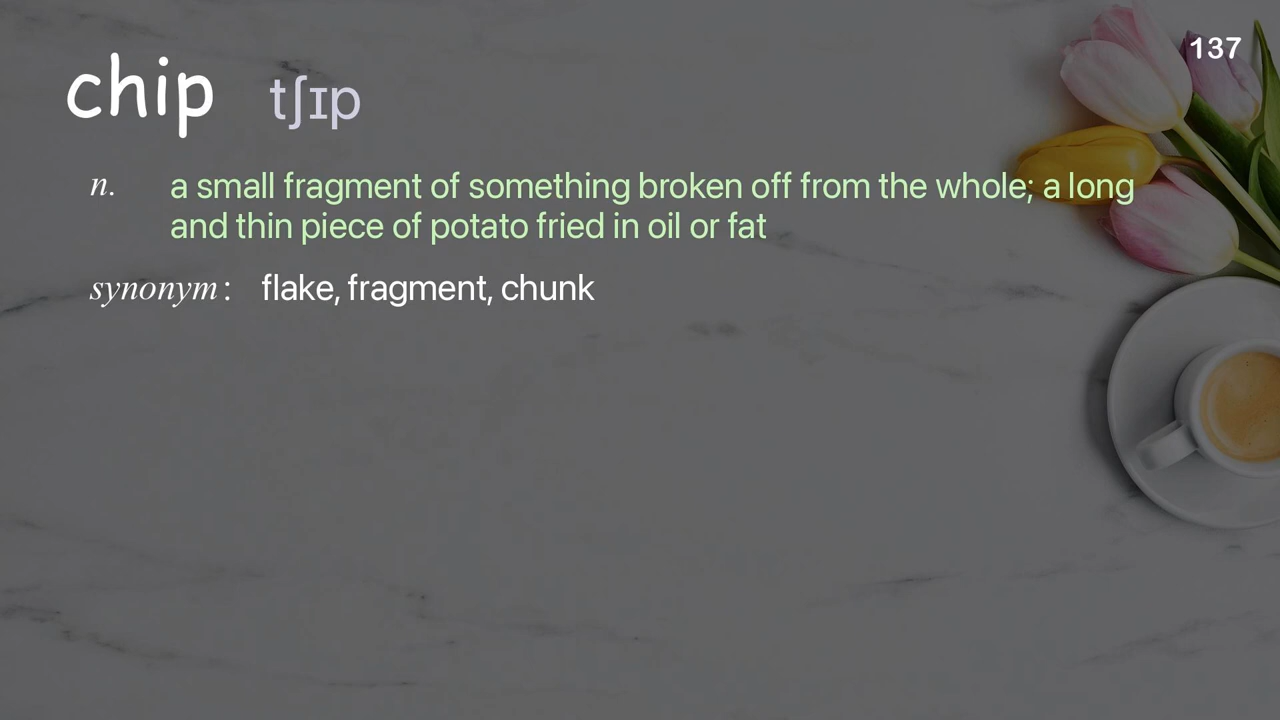 137
chip tʃɪp
n. a small fragment of something broken off from the whole; a long
and thin piece of potato fried in oil or fat
synonym: flake, fragment, chunk